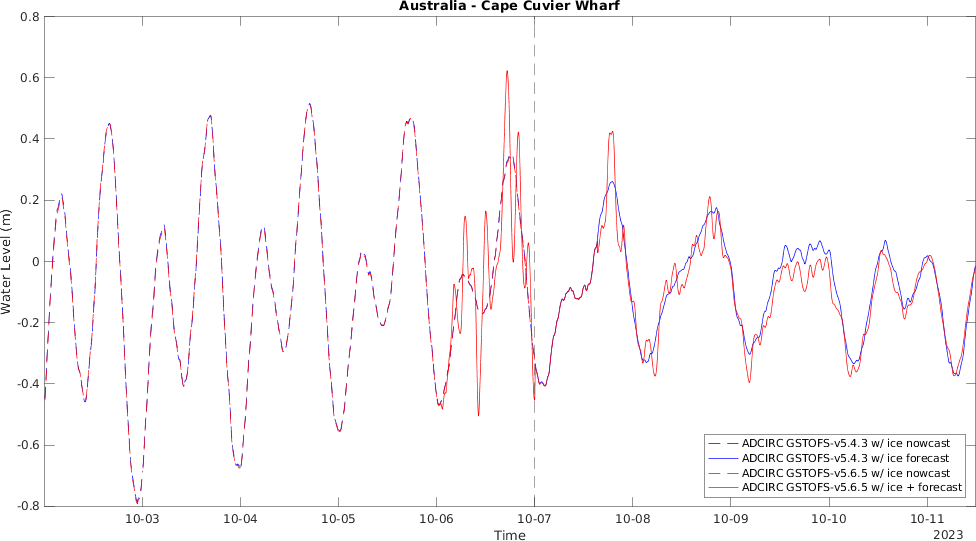 Australia - Cape Cuvier Wharf
0.8
0.6
0.4
0.2
0
-0.2
-0.4
-0.6
-0.8
Water Level (m)
10-03 10-04 10-05 10-06 10-07 10-08 10-09 10-10 10-11
Time
2023
ADCIRC GSTOFS-v5.4.3 w/ ice nowcast
ADCIRC GSTOFS-v5.4.3 w/ ice forecast
ADCIRC GSTOFS-v5.6.5 w/ ice nowcast
ADCIRC GSTOFS-v5.6.5 w/ ice + forecast